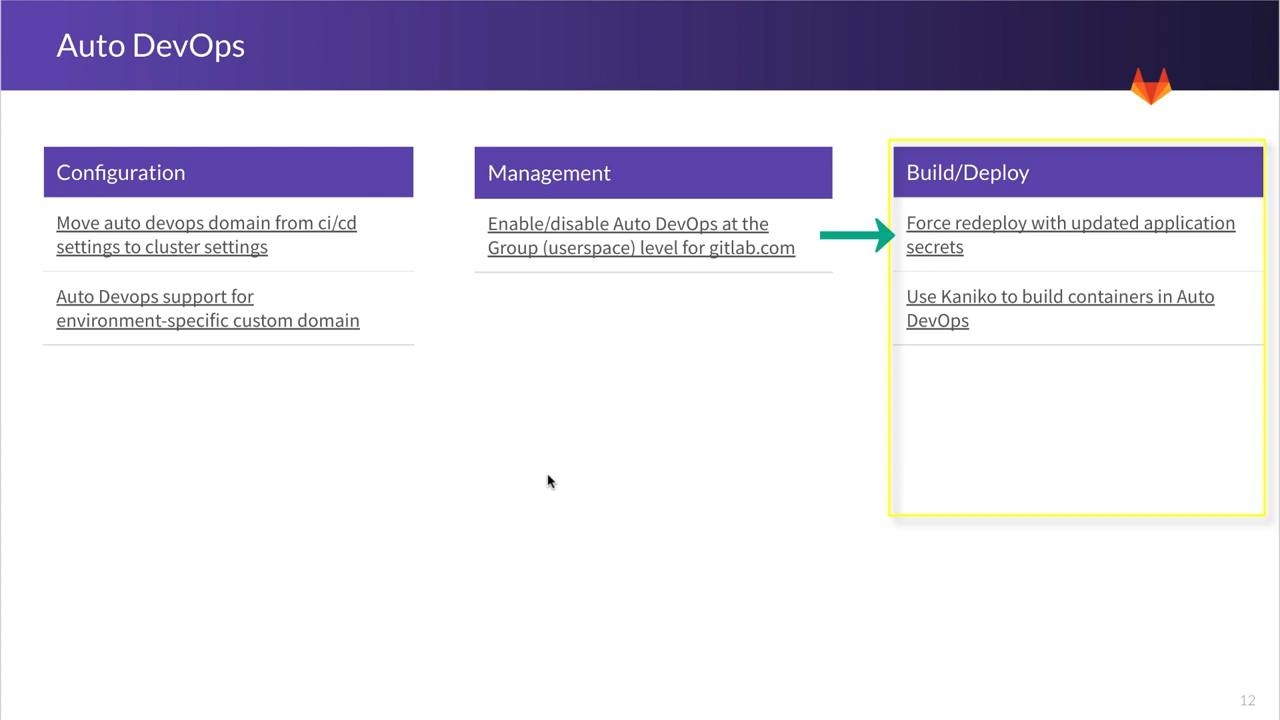 Auto DevOps
Configuration
Move auto devops domain from ci/cd
settings to cluster settings
Auto Devops support for
environment-specific custom domain
Management
Enable/disable Auto DevOps at the
Group (userspace) level for gitlab.com
Build/Deploy
Force redeploy with updated application
secrets
Use Kaniko to build containers in Auto
DevOps
12